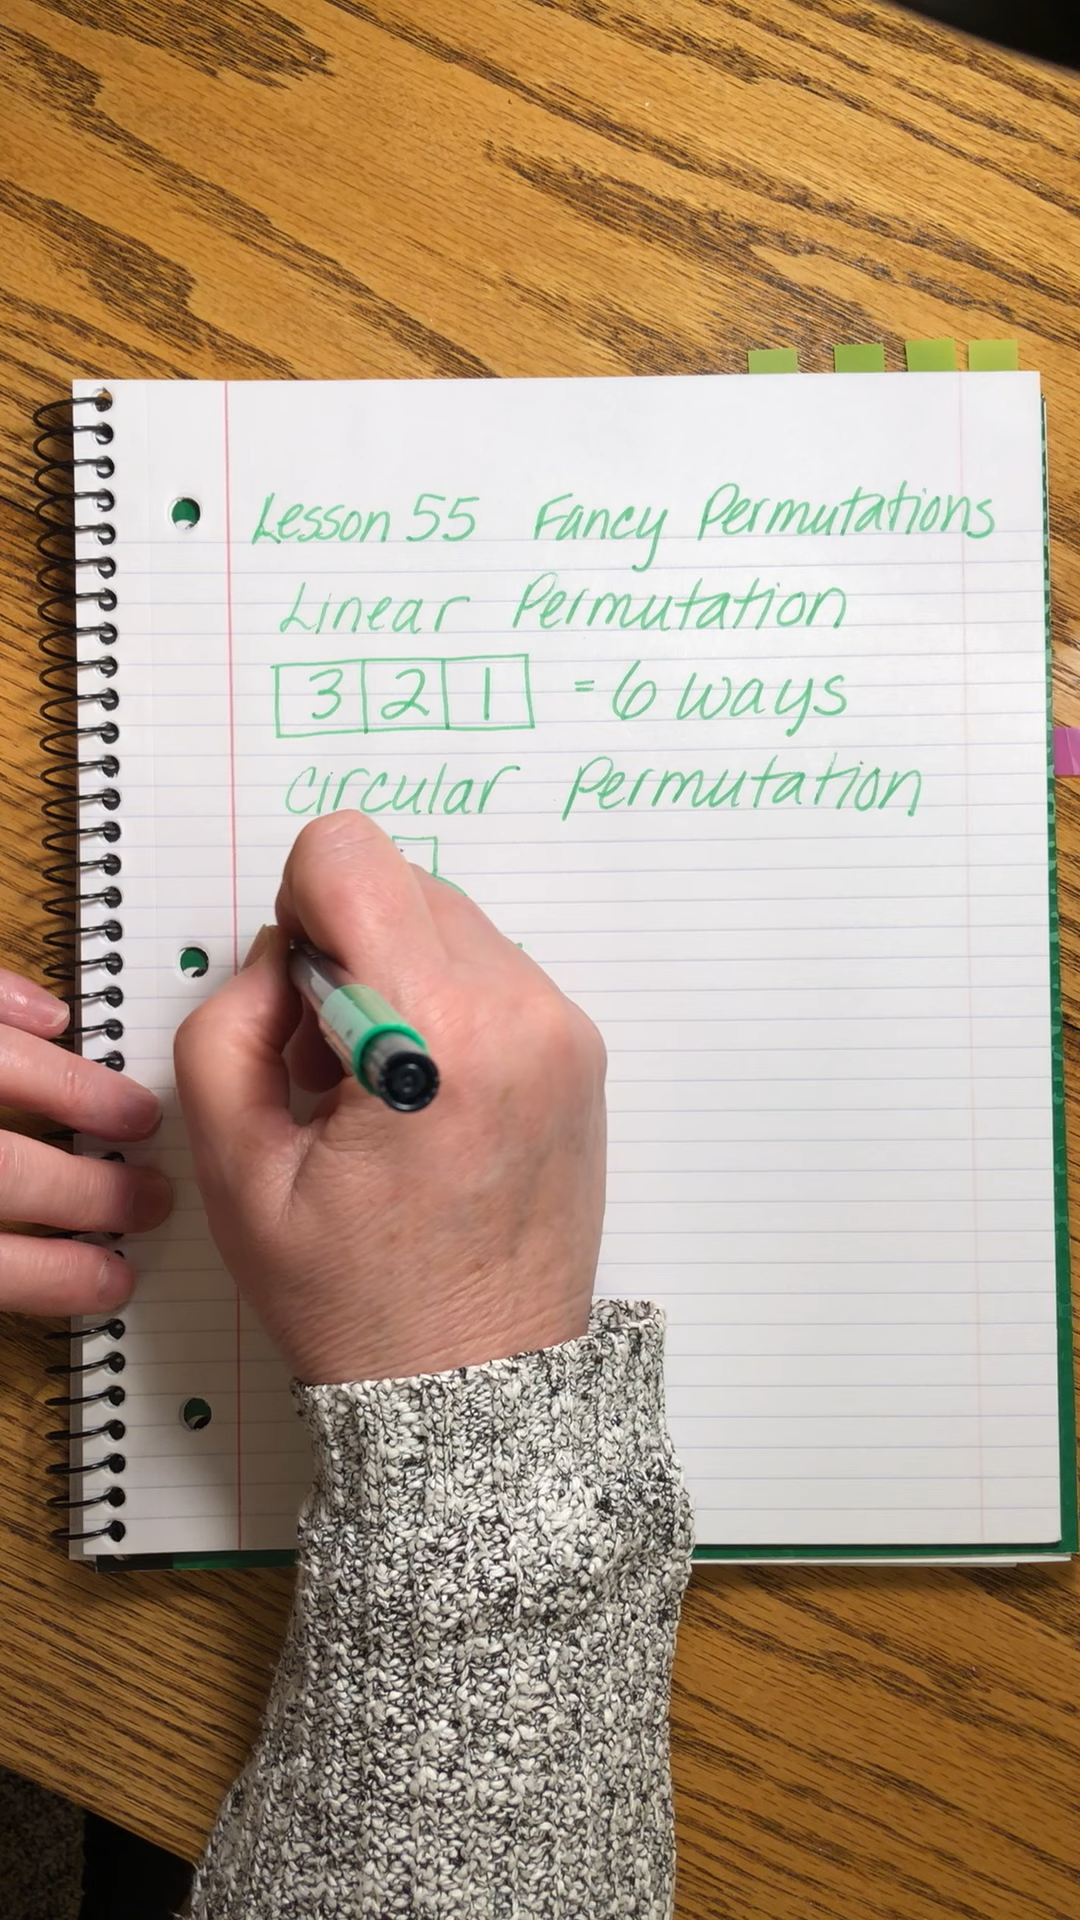 Lesson 55 Fancy Permutations
Linear Permutation
3 2 1 = 6 ways
Circular Permutation